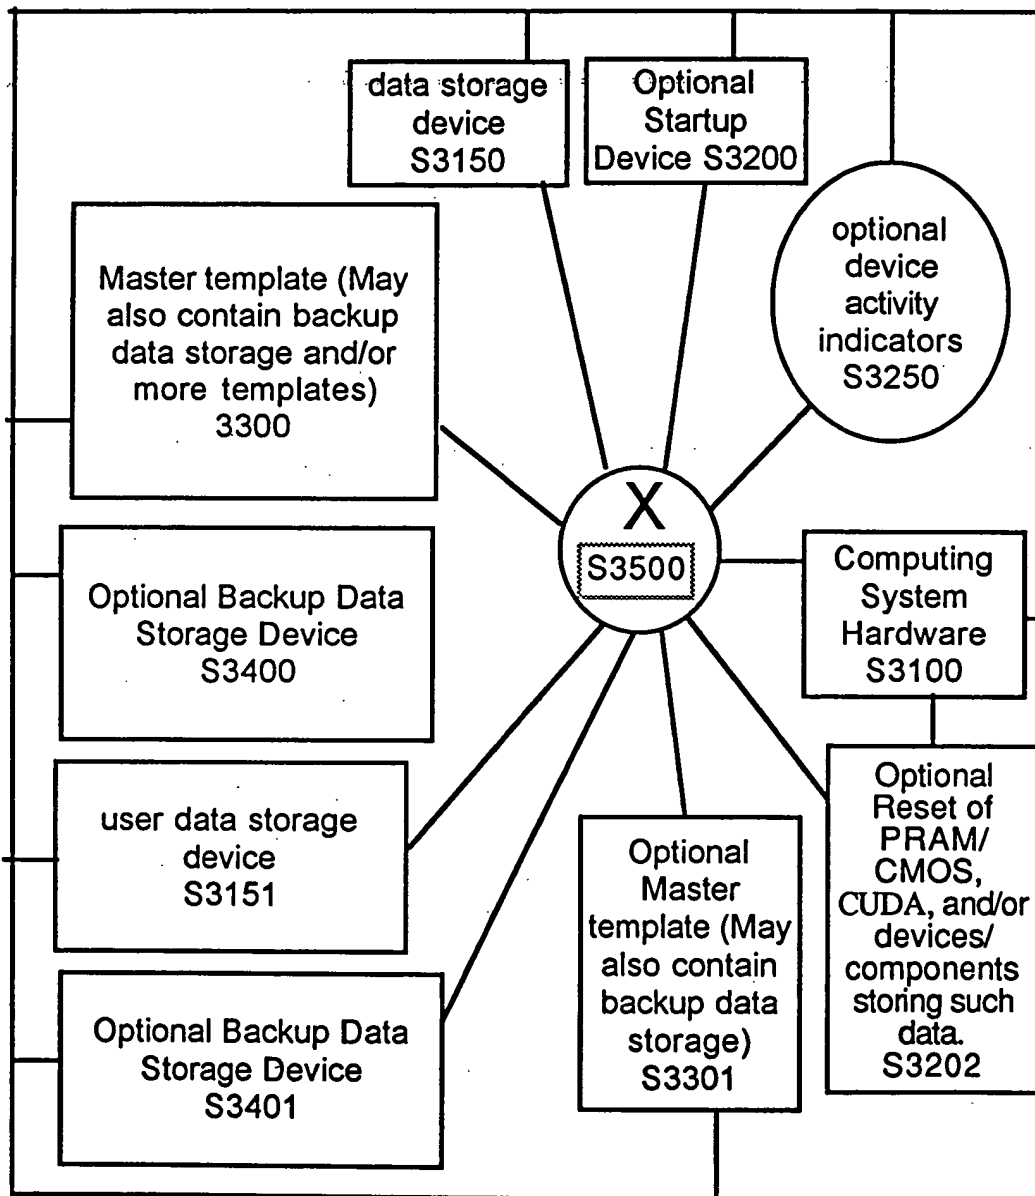 data storage
device
S3150
Optional
Startup
Device S3200
optional
device
activity
indicators
S3250
Master template (May
also contain backup
data storage and/or
more templates)
3300
X
S3500
Optional Backup Data
Storage Device
S3400
Computing
System
Hardware
S3100
user data storage
device
S3151
Optional
Master
template (May
also contain
backup data
storage)
S3301
Optional
Reset of
PRAM/
CMOS,
CUDA, and/or
devices/
components
storing such
data.
S3202
Optional Backup Data
Storage Device
S3401